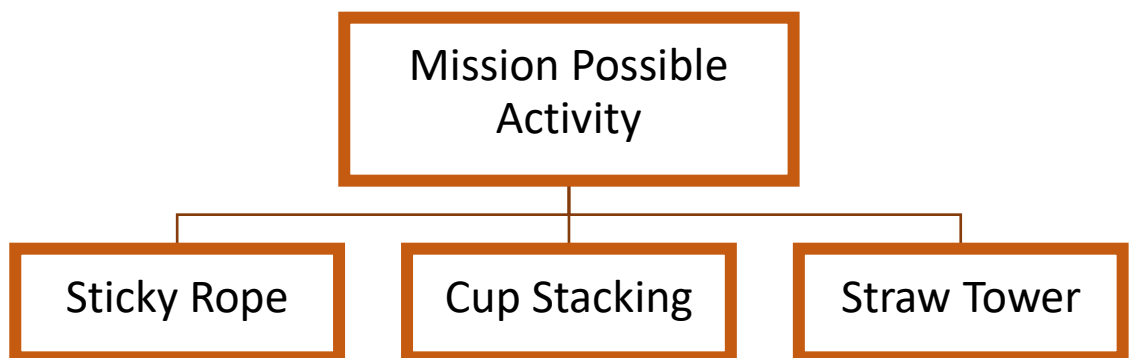 Mission Possible
Activity
Sticky Rope
Cup Stacking
Straw Tower